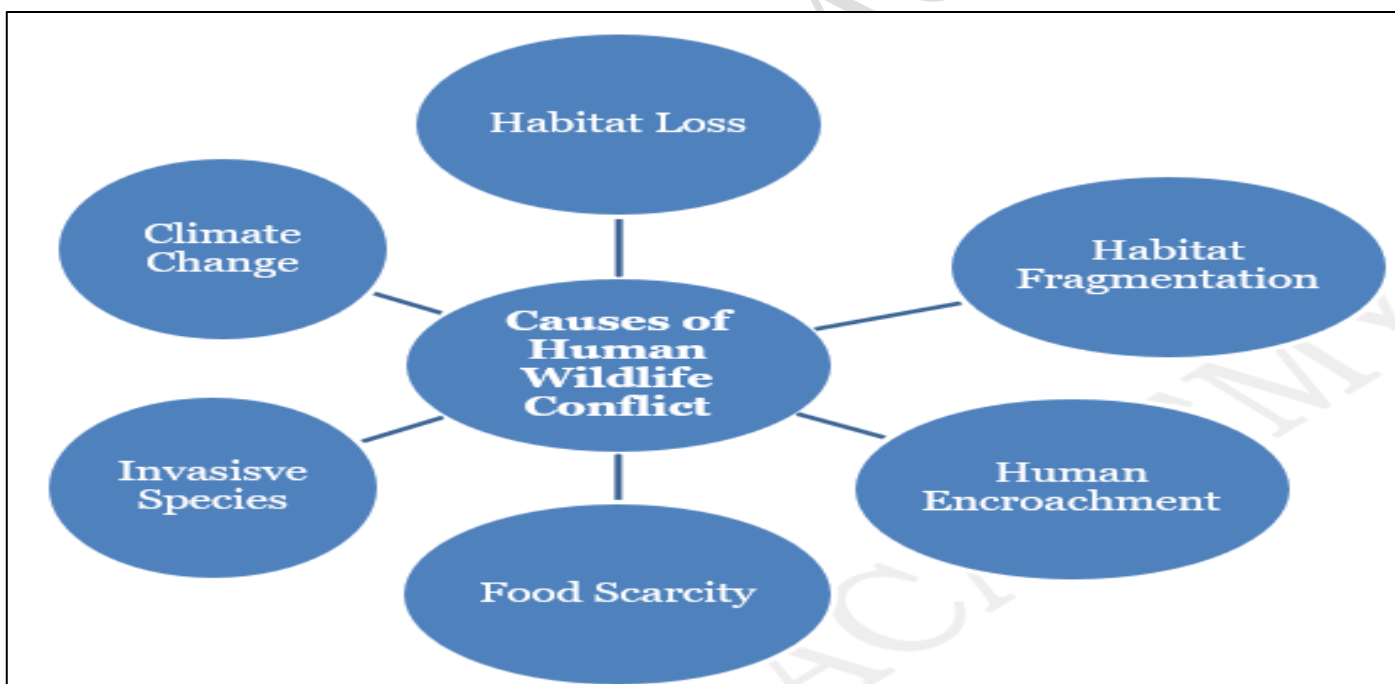 Habitat Loss
Climate
Change
Habitat
Fragmentation
Causes of
Human
Wildlife
Conflict
Invasisve
Species
Human
Encroachment
Food Scarcity